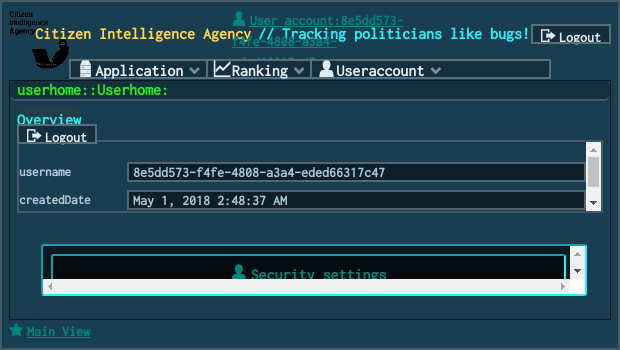 Citizen
Intelligence
Agency
User account:8e5dd573-
f4fe-4808-a3a4-
Citizen Intelligence Agency // Tracking politicians like bugs!
Logout
Application
Ranking
Useraccount
userhome::Userhome:
Overview
Logout
username
8e5dd573-f4fe-4808-a3a4-eded66317c47
createdDate
May 1, 2018 2:48:37 AM
Security settings
Main View